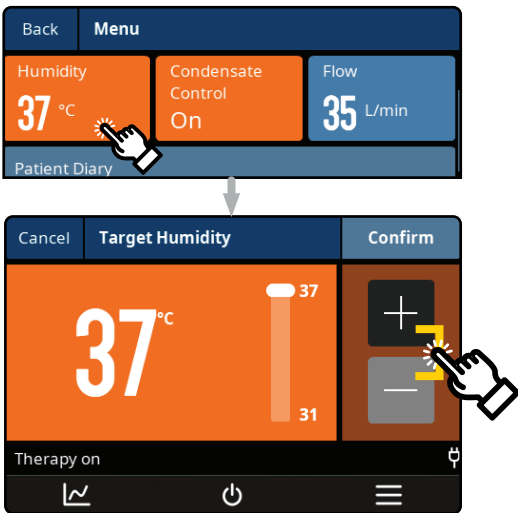 Back Menu
Humidity
37 °C
Condensate
Control
On
Flow
35 L/min
Patient Diary
Cancel Target Humidity Confirm
37 °C
37
31
Therapy on